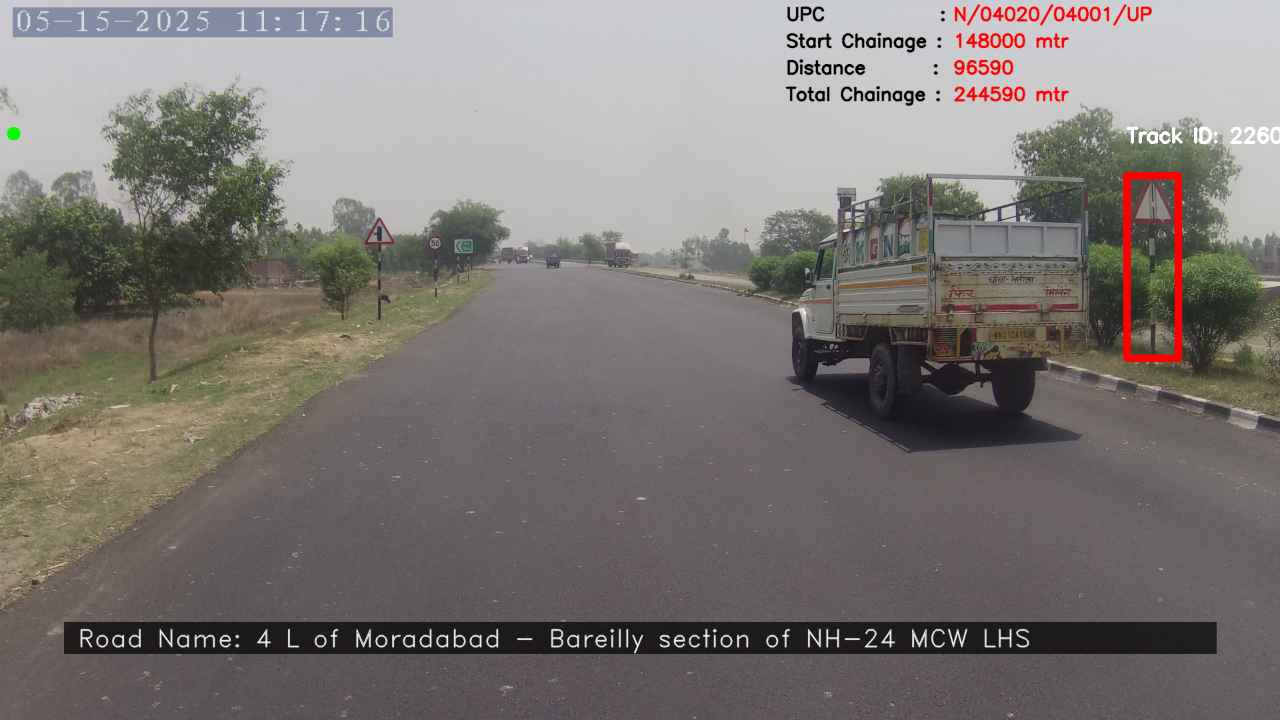 05-15-2025 11:17:16
UPC : N/04020/04001/UP
Start Chainage : 148000 mtr
Distance : 96590
Total Chainage : 244590 mtr
Track ID: 2260
50
Road Name: 4 L of Moradabad - Bareilly section of NH-24 MCW LHS